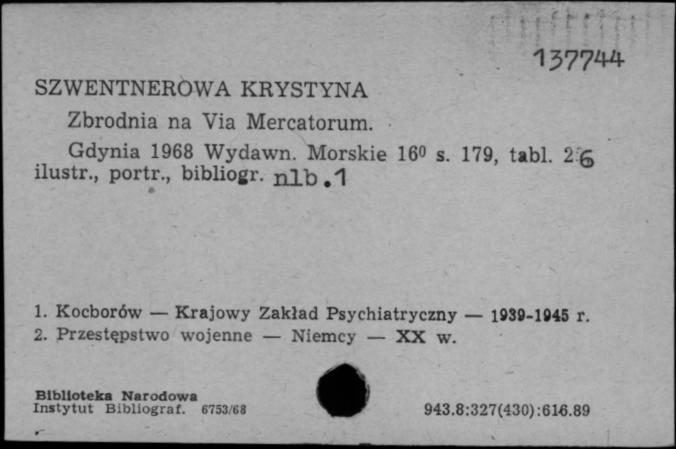 137744
SZWENTNEROWA KRYSTYNA
Zbrodnia na Via Mercatorum.
Gdynia 1968 Wydawn. Morskie 16⁰ s. 179, tabl. 26
ilustr., portr., bibliogr. nlb.1
1. Kocborów — Krajowy Zakład Psychiatryczny — 1939-1945 r.
2. Przestępstwo wojenne — Niemcy — XX w.
Biblioteka Narodowa
Instytut Bibliograf. 6753/68
943.8:327(430):616.89